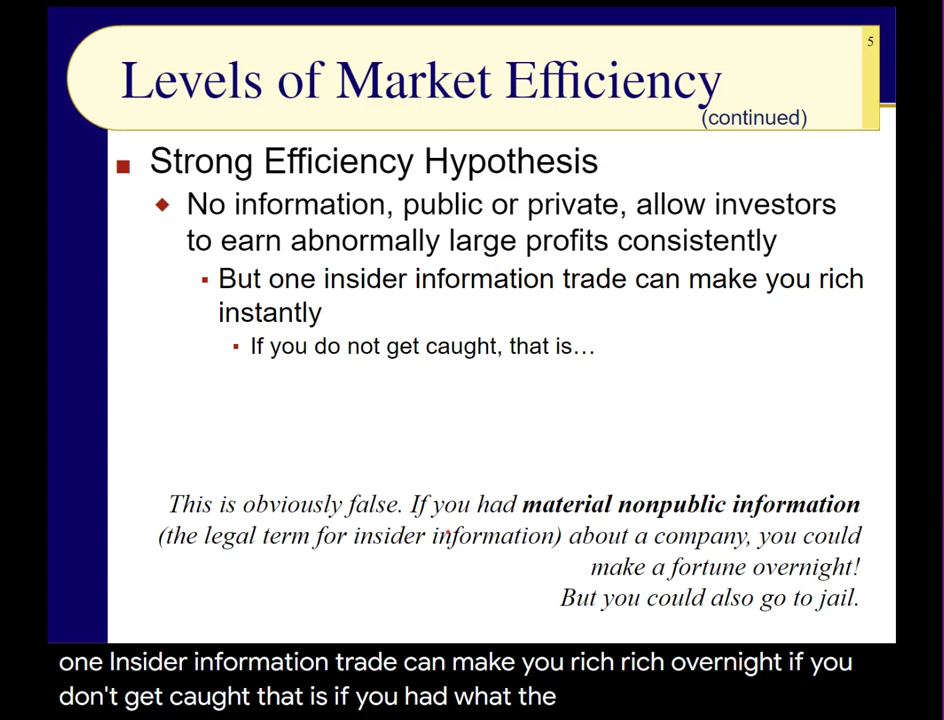 5
Levels of Market Efficiency
(continued)
Strong Efficiency Hypothesis
No information, public or private, allow investors
to earn abnormally large profits consistently
But one insider information trade can make you rich
instantly
If you do not get caught, that is…
This is obviously false. If you had material nonpublic information
(the legal term for insider information) about a company, you could
make a fortune overnight!
But you could also go to jail.
one Insider information trade can make you rich rich overnight if you
don't get caught that is if you had what the